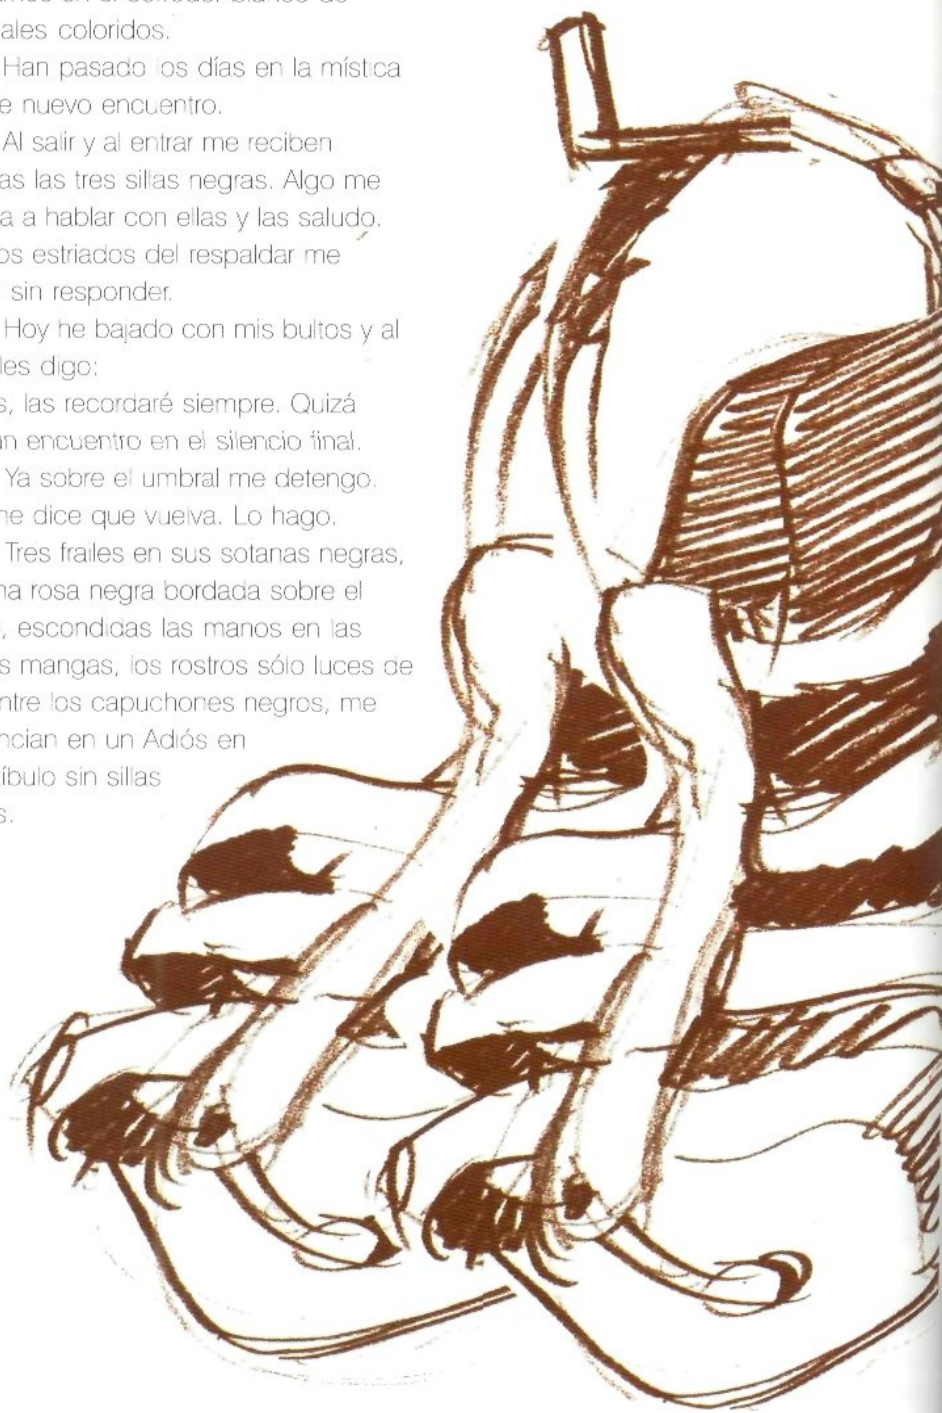 ales coloridos.
Han pasado los días en la mística
e nuevo encuentro.
Al salir y al entrar me reciben
as las tres sillas negras. Algo me
a a hablar con ellas y las saludo.
os estriados del respaldar me
sin responder.
Hoy he bajado con mis bultos y al
les digo:
s, las recordaré siempre. Quizá
un encuentro en el silencio final.
Ya sobre el umbral me detengo.
me dice que vuelva. Lo hago.
Tres frailes en sus sotanas negras,
na rosa negra bordada sobre el
, escondidas las manos en las
s mangas, los rostros sólo luces de
ntre los capuchones negros, me
ncian en un Adiós en
íbulo sin sillas
s.